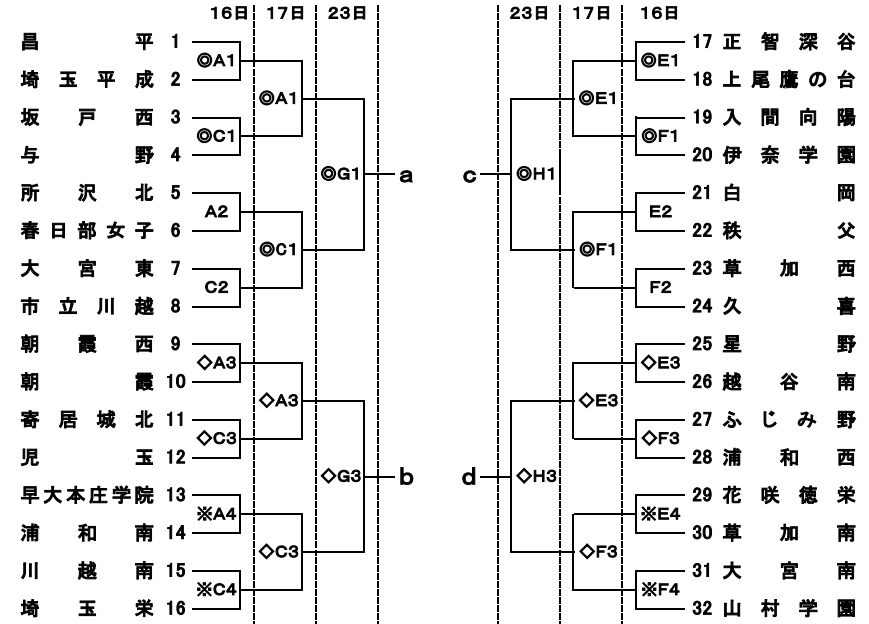 16日 17日 23日 23日 17日 16日
昌平 1 17 正智深谷
◎A1 ◎E1
埼玉平成 2 18 上尾鷹の台
◎A1 ◎E1
坂戸西 3 19 入間向陽
◎C1 ◎F1
与野 4 20 伊奈学園
◎G1 a c ◎H1
所沢北 5 21 白岡
A2 E2
春日部女子 6 22 秩父
◎C1 ◎F1
大宮東 7 23 草加西
C2 F2
市立川越 8 24 久喜
朝霞西 9 25 星野
◇A3 ◇E3
朝霞 10 26 越谷南
◇A3 ◇E3
寄居城北 11 27 ふじみ野
◇C3 ◇F3
児玉 12 28 浦和西
◇G3 b d ◇H3
早大本庄学院 13 29 花咲徳栄
※A4 ※E4
浦和南 14 30 草加南
◇C3 ◇F3
川越南 15 31 大宮南
※C4 ※F4
埼玉栄 16 32 山村学園